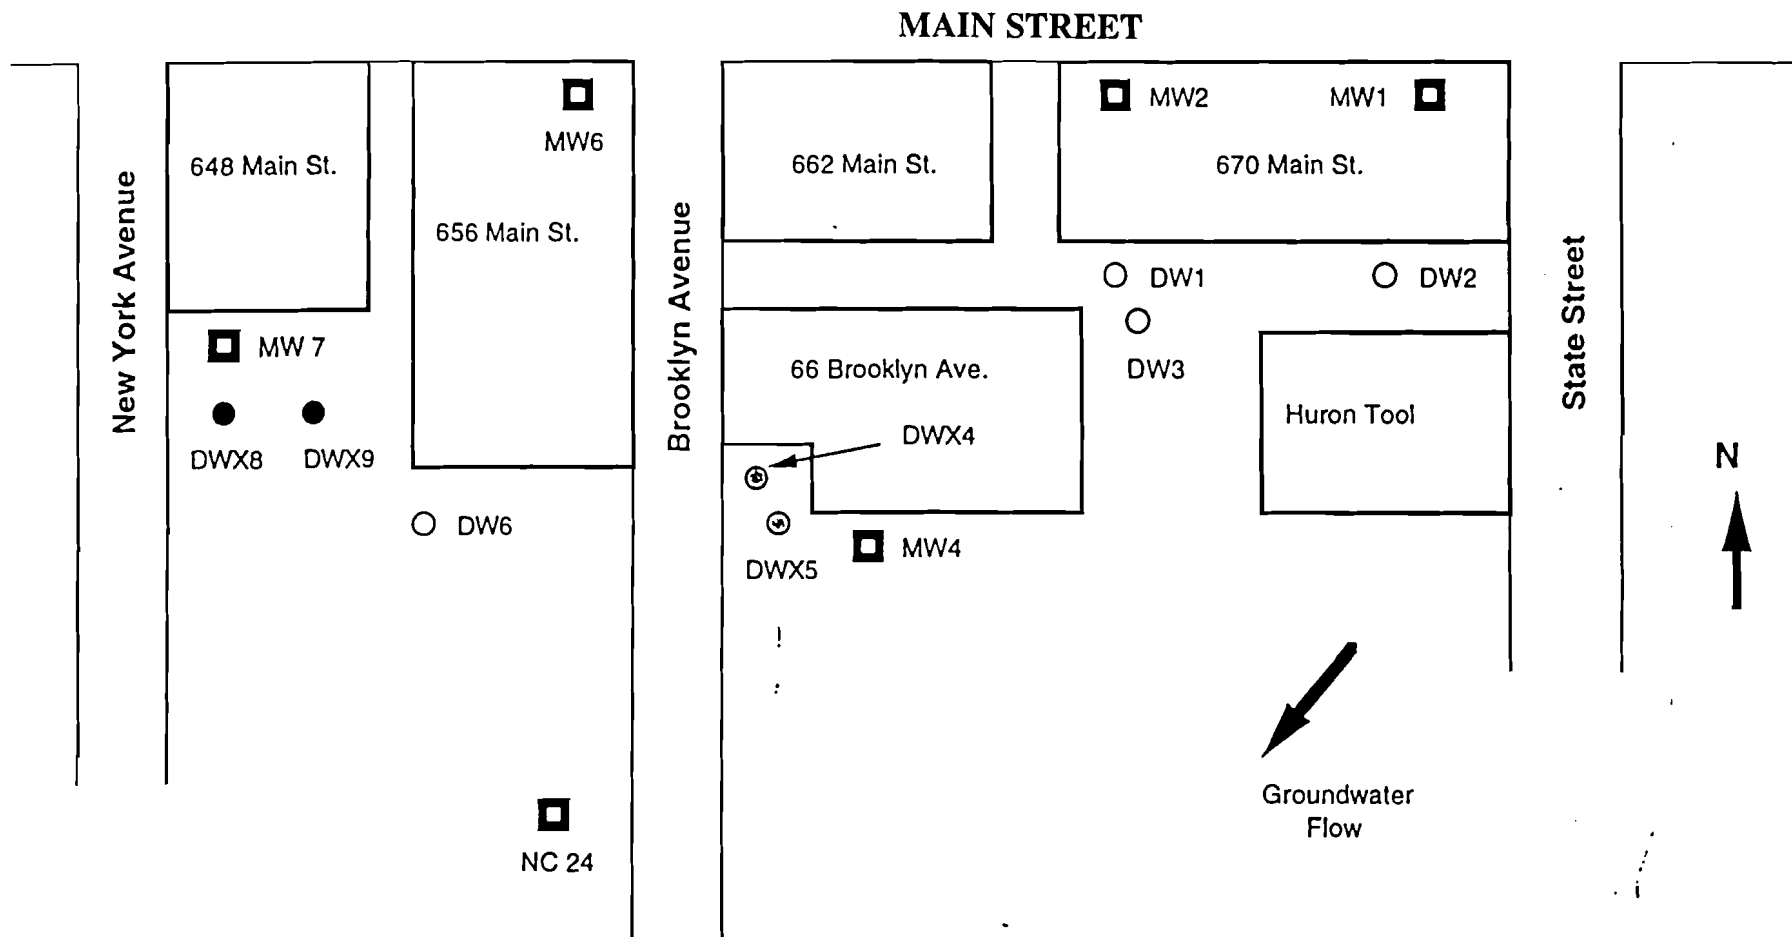 MAIN STREET
MW6
MW2
MW1
648 Main St.
662 Main St.
670 Main St.
656 Main St.
New York Avenue
Brooklyn Avenue
State Street
DW1
DW2
MW 7
66 Brooklyn Ave.
DW3
Huron Tool
DWX4
DWX8
DWX9
N
DW6
MW4
DWX5
Groundwater
Flow
NC 24